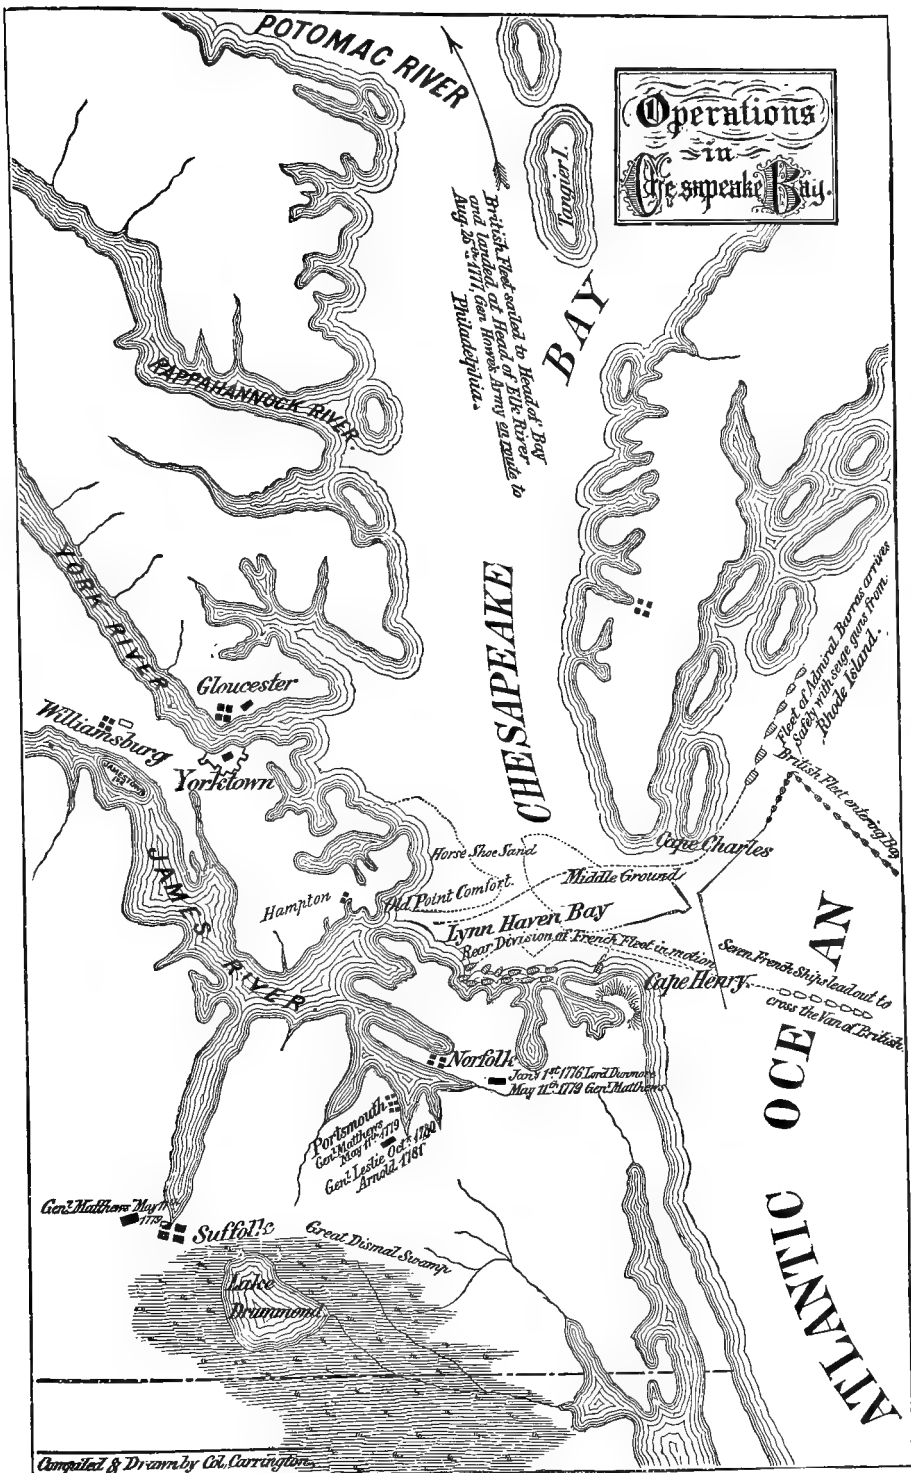 POTOMAC RIVER
Operations
in
Chesapeake Bay.
Tangier I.
British Fleet sailed to Head of Bay
and landed at Head of Elk River
Aug. 25th 1777, Gen. Howe's Army en route to
Philadelphia.
BAY
RAPPAHANNOCK RIVER
YORK RIVER
CHESAPEAKE
Fleet of Admiral Barras arrives
Safely with seige guns from
Rhode Island.
Gloucester
Williamsburg
Yorktown
JAMESTOWN
British Fleet entering Bay
Cape Charles
Horse Shoe Sand
Middle Ground
JAMES
RIVER
Hampton
Old Point Comfort.
Lynn Haven Bay
Rear Division of French Fleet in motion
Cape Henry.
Seven French Ships lead out to
cross the Van of British
ATLANTIC OCEAN
Norfolk
Jany. 1st 1776 Lord Dunmore
May 11th 1779 Genl. Matthews
Portsmouth
Genl. Matthews
May 11th 1779
Genl. Leslie Oct. 1780
Arnold 1781
Genl. Matthews May 11th
1779
Suffolk
Great Dismal Swamp
Lake
Drummond
Compiled & Drawn by Col. Carrington.